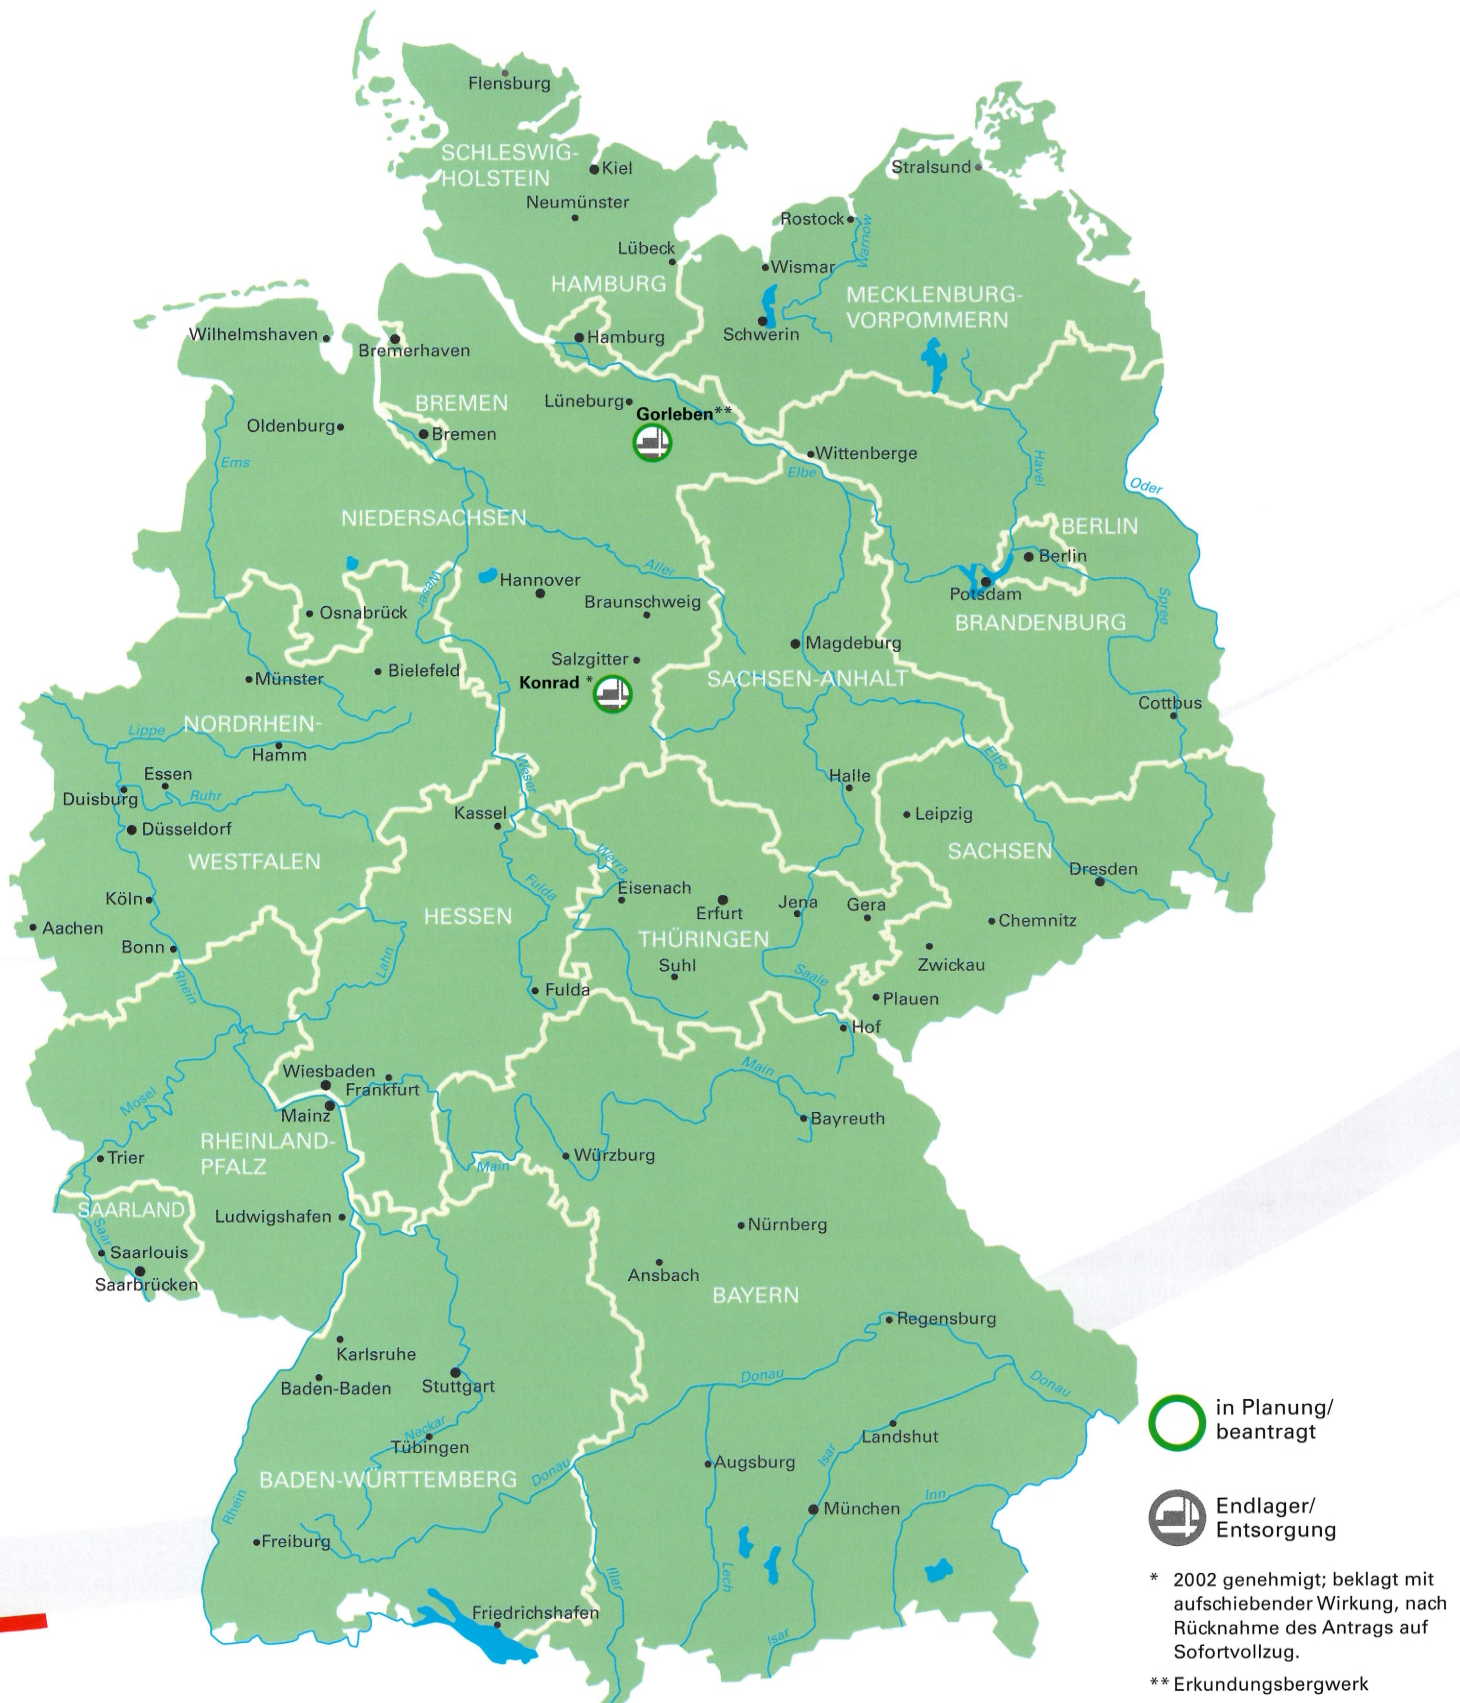 Flensburg
SCHLESWIG-
HOLSTEIN
Kiel
Stralsund
Neumünster
Rostock
Warnow
Lübeck
Wismar
HAMBURG
MECKLENBURG-
VORPOMMERN
Wilhelmshaven
Bremerhaven
Hamburg
Schwerin
BREMEN
Lüneburg
Gorleben**
Oldenburg
Bremen
Wittenberge
Ems
Elbe
Havel
Oder
NIEDERSACHSEN
BERLIN
Berlin
Aller
Weser
Hannover
Braunschweig
Potsdam
Spree
Osnabrück
BRANDENBURG
Magdeburg
Salzgitter
Bielefeld
Münster
Konrad *
SACHSEN-ANHALT
Cottbus
NORDRHEIN-
Lippe
Hamm
Elbe
Weser
Essen
Halle
Duisburg
Ruhr
Kassel
Leipzig
Düsseldorf
SACHSEN
WESTFALEN
Werra
Dresden
Fulda
Eisenach
Köln
HESSEN
Erfurt
Jena
Gera
Chemnitz
Aachen
THÜRINGEN
Bonn
Lahn
Suhl
Zwickau
Rhein
Saale
Fulda
Plauen
Hof
Wiesbaden
Frankfurt
Main
Mosel
Mainz
Bayreuth
RHEINLAND-
PFALZ
Trier
Main
Würzburg
SAARLAND
Ludwigshafen
Nürnberg
Saar
Saarlouis
Saarbrücken
Ansbach
BAYERN
Regensburg
Karlsruhe
Baden-Baden
Stuttgart
Donau
Donau
Neckar
Tübingen
Landshut
Isar
Augsburg
BADEN-WÜRTTEMBERG
Donau
Rhein
Inn
München
Freiburg
Iller
Lech
Friedrichshafen
Isar
in Planung/
beantragt
Endlager/
Entsorgung
* 2002 genehmigt; beklagt mit
aufschiebender Wirkung, nach
Rücknahme des Antrags auf
Sofortvollzug.
** Erkundungsbergwerk